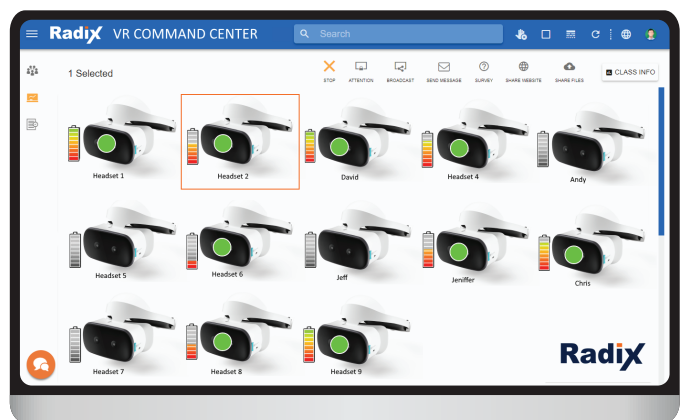 Radix VR COMMAND CENTER Search
1 Selected
STOP ATTENTION BROADCAST SEND MESSAGE SURVEY SHARE WEBSITE SHARE FILES CLASS INFO
Headset 1 Headset 2 David Headset 4 Andy
Headset 5 Headset 6 Jeff Jeniffer Chris
Headset 7 Headset 8 Headset 9
Radix